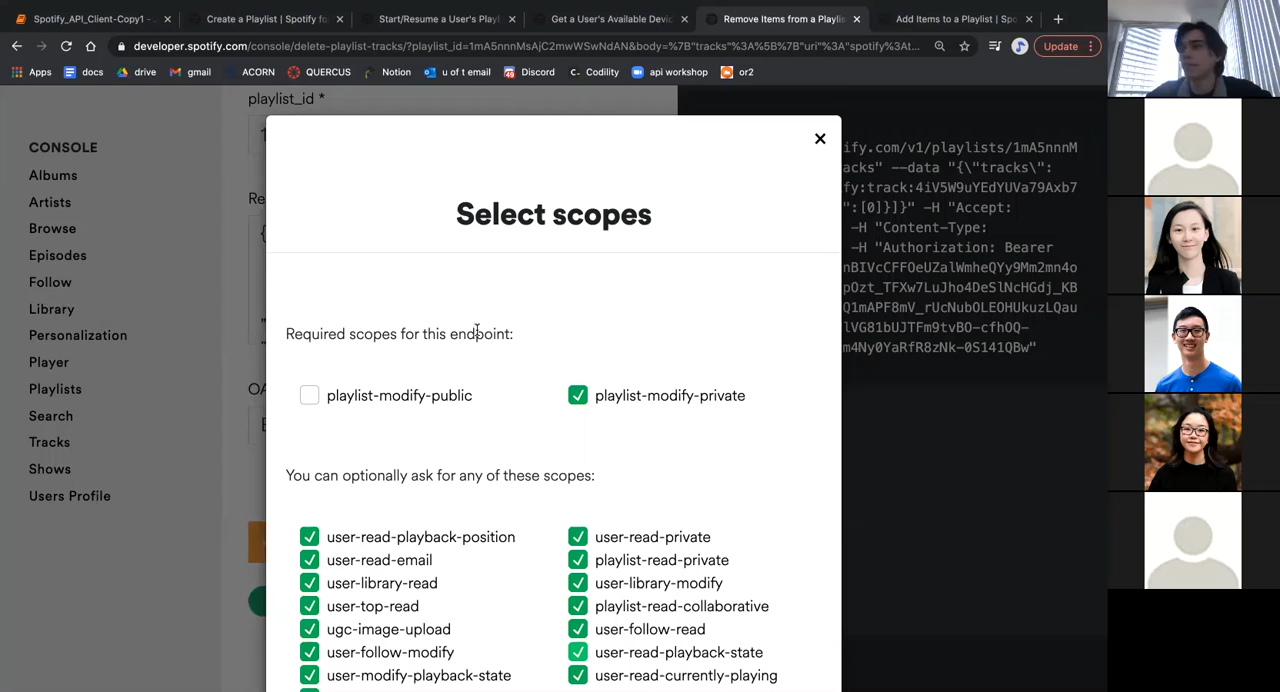 Spotify_API_Client-Copy1 -
Create a Playlist | Spotify fo
Start/Resume a User's Play
Get a User's Available Devic
Remove Items from a Playlis
Add Items to a Playlist | Spo
developer.spotify.com/console/delete-playlist-tracks/?playlist_id=1mA5nnnMsAjC2mwWSwNdAN&body=%7B"tracks"%3A%5B%7B"uri"%3A"spotify%3At...
Update
Apps
docs
drive
gmail
ACORN
QUERCUS
Notion
u of t email
Discord
Codility
api workshop
or2
playlist_id *
CONSOLE
Albums
Artists
Browse
Episodes
Follow
Library
Personalization
Player
Playlists
Search
Tracks
Shows
Users Profile
1
Re
{
"
OA
Select scopes
Required scopes for this endpoint:
playlist-modify-public
playlist-modify-private
You can optionally ask for any of these scopes:
user-read-playback-position
user-read-private
user-read-email
playlist-read-private
user-library-read
user-library-modify
user-top-read
playlist-read-collaborative
ugc-image-upload
user-follow-read
user-follow-modify
user-read-playback-state
user-modify-playback-state
user-read-currently-playing
ify.com/v1/playlists/1mA5nnnM
acks" --data "{\"tracks\":
fy:track:4iV5W9uYEdYUVa79Axb7
":[0]}]}" -H "Accept:
-H "Content-Type:
-H "Authorization: Bearer
nBIVcCFFOeUZalWmheQYy9Mm2mn4o
pOzt_TFXw7LuJho4DeSlNcHGdj_KB
Q1mAPF8mV_rUcNubOLEOHUkuzLQau
lVG81bUJTFm9tvBO-cfhOQ-
m4Ny0YaRfR8zNk-0S141QBw"